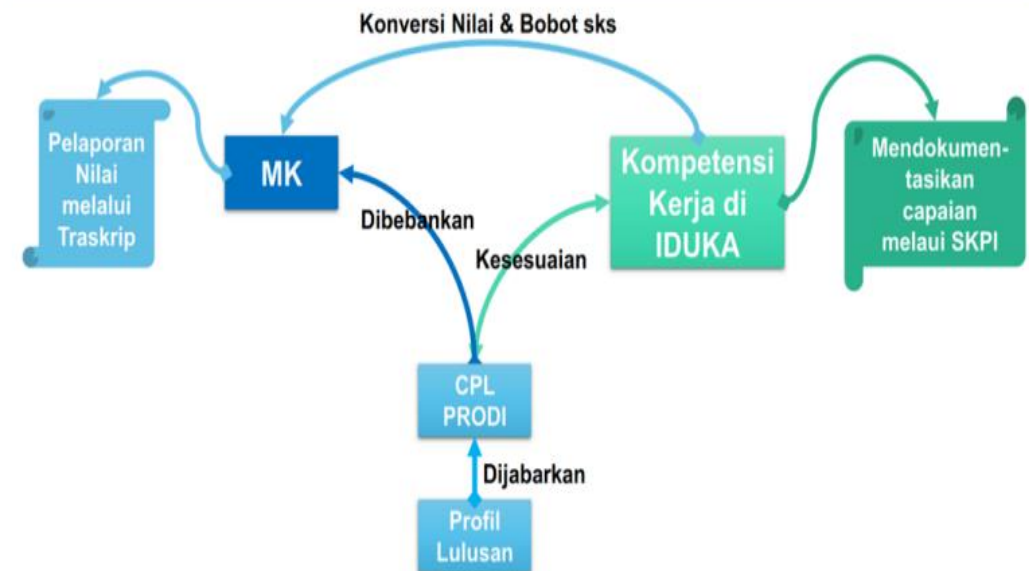 Konversi Nilai & Bobot sks
Pelaporan
Nilai
melalui
Traskrip
MK
Kompetensi
Kerja di
IDUKA
Mendokumen-
tasikan
capaian
melaui SKPI
Dibebankan
Kesesuaian
CPL
PRODI
Dijabarkan
Profil
Lulusan